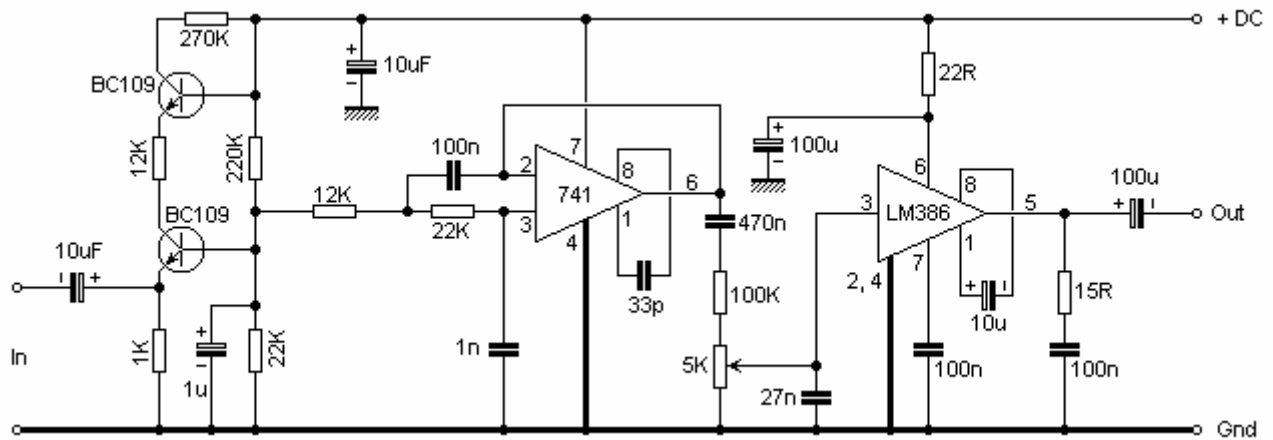 270K
+ DC
BC109
10uF
22R
12K
220K
100n
7
100u
2
8
741
6
12K
22K
3
1
4
BC109
10uF
470n
33p
100K
6
8
3
LM386
5
100u
Out
1
7
2, 4
10u
15R
In
1K
1u
22K
1n
5K
27n
100n
100n
Gnd
+
-
+
-
+
-
+
-
+
-
+
-
+
-